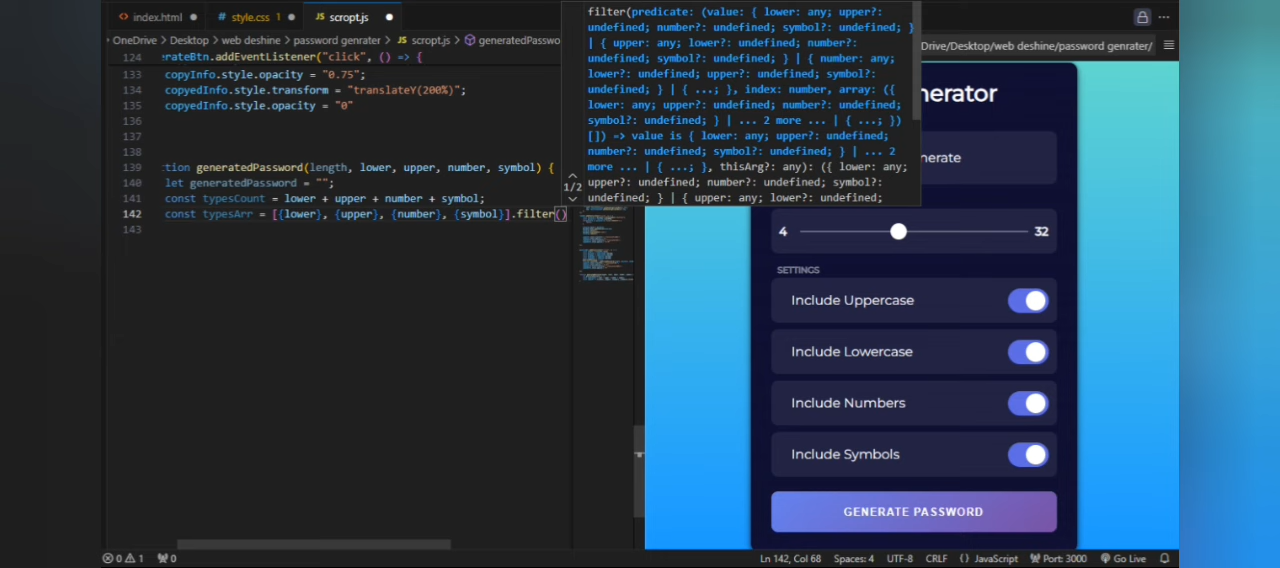 index.html
style.css 1
JS scropt.js
OneDrive > Desktop > web deshine > password genrater > JS scropt.js > generatedPasswo
124 erateBtn.addEventListener("click", () => {
133 copyInfo.style.opacity = "0.75";
134 copyedInfo.style.transform = "translateY(200%)";
135 copyedInfo.style.opacity = "0"
136
137
138
139 ction generatedPassword(length, lower, upper, number, symbol) {
140 let generatedPassword = "";
141 const typesCount = lower + upper + number + symbol;
142 const typesArr = [{lower}, {upper}, {number}, {symbol}].filter()
143
1/2
filter(predicate: (value: { lower: any; upper?:
undefined; number?: undefined; symbol?: undefined; }
| { upper: any; lower?: undefined; number?:
undefined; symbol?: undefined; } | { number: any;
lower?: undefined; upper?: undefined; symbol?:
undefined; } | { ...; }, index: number, array: ({
lower: any; upper?: undefined; number?: undefined;
symbol?: undefined; } | ... 2 more ... | { ...; })
[]) => value is { lower: any; upper?: undefined;
number?: undefined; symbol?: undefined; } | ... 2
more ... | { ...; }, thisArg?: any): ({ lower: any;
upper?: undefined; number?: undefined; symbol?:
undefined; } | { upper: any; lower?: undefined;
Drive/Desktop/web deshine/password genrater/
nerator
nerate
4 32
SETTINGS
Include Uppercase
Include Lowercase
Include Numbers
Include Symbols
GENERATE PASSWORD
0 1 0 Ln 142, Col 68 Spaces: 4 UTF-8 CRLF {} JavaScript Port: 3000 Go Live